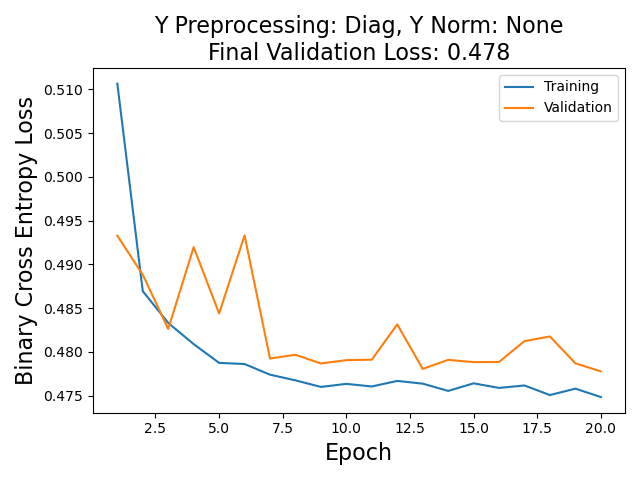 Y Preprocessing: Diag, Y Norm: None
Final Validation Loss: 0.478
Training
Validation
Binary Cross Entropy Loss
0.510
0.505
0.500
0.495
0.490
0.485
0.480
0.475
2.5
5.0
7.5
10.0
12.5
15.0
17.5
20.0
Epoch